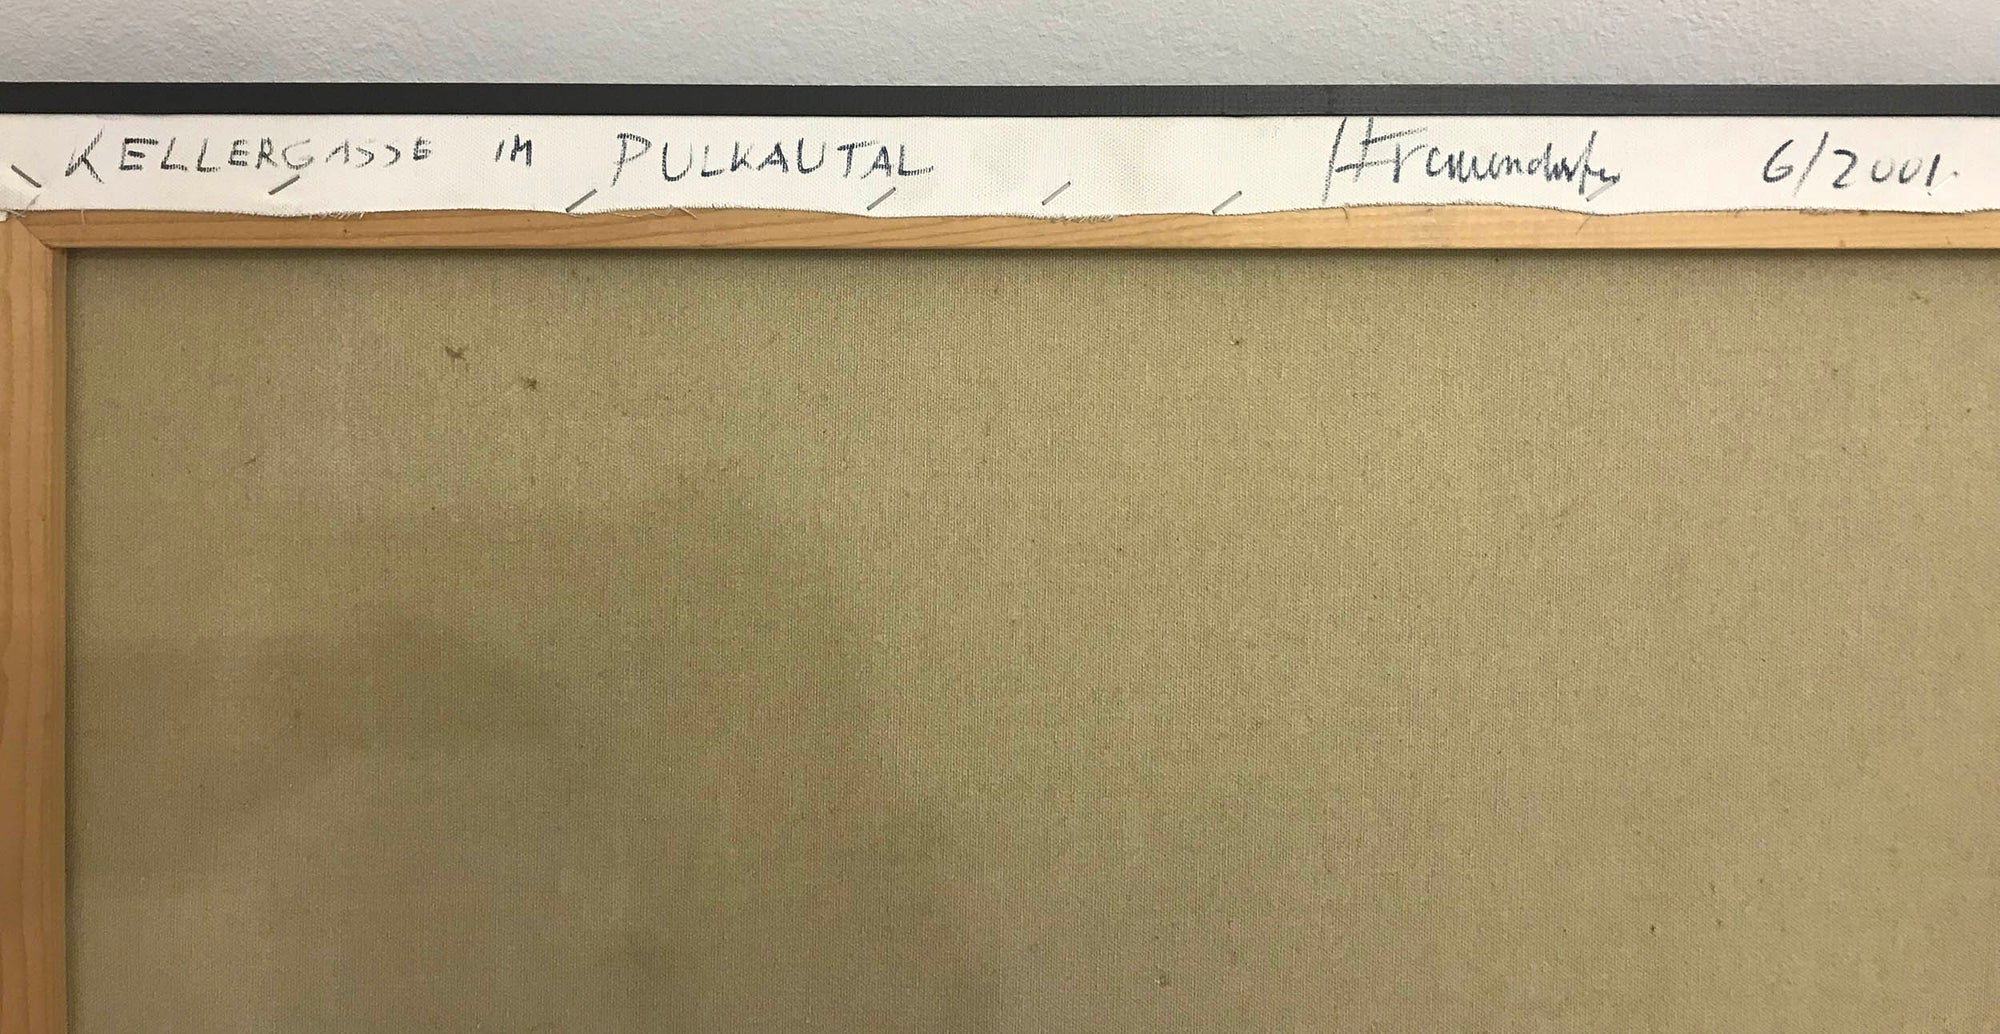 KELLERGASSE IM PULKAUTAL 6/2001.